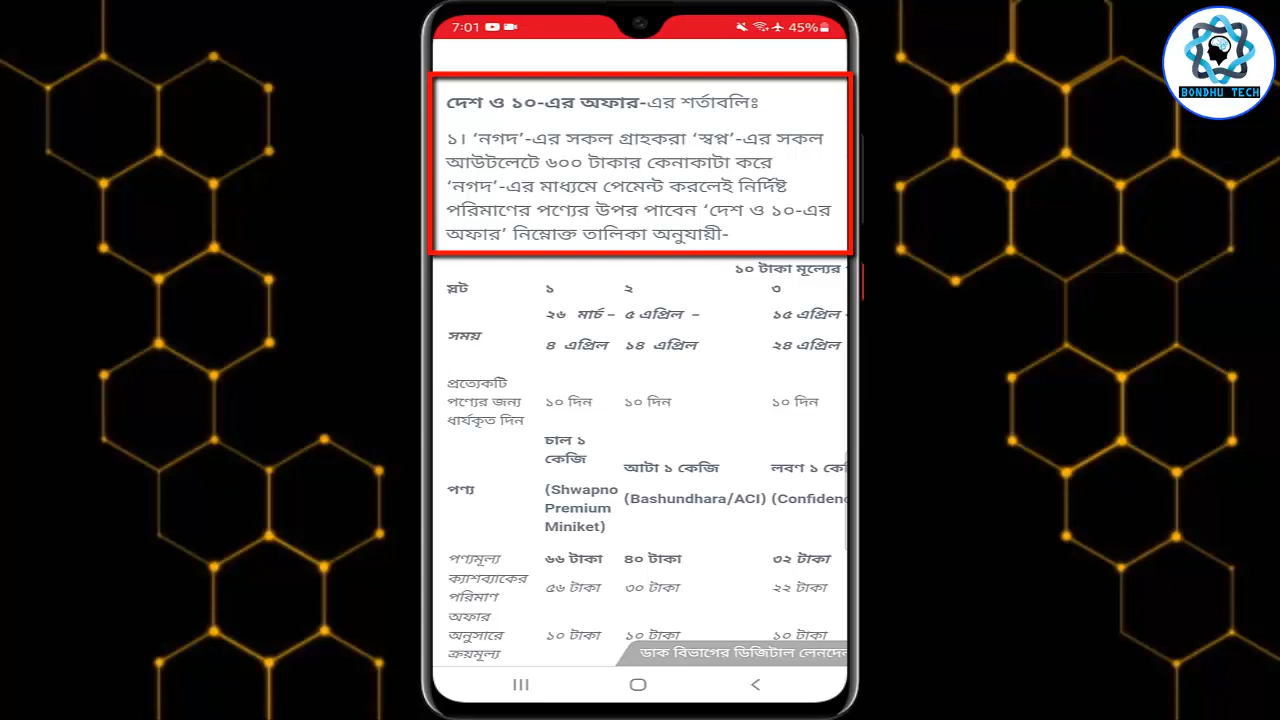 7:01
45%
BONDHU TECH
দেশ ও ১০-এর অফার-এর শর্তাবলিঃ
১। ‘নগদ’-এর সকল গ্রাহকরা ‘স্বপ্ন’-এর সকল
আউটলেটে ৬০০ টাকার কেনাকাটা করে
‘নগদ’-এর মাধ্যমে পেমেন্ট করলেই নির্দিষ্ট
পরিমাণের পণ্যের উপর পাবেন ‘দেশ ও ১০-এর
অফার’ নিম্নোক্ত তালিকা অনুযায়ী-
১০ টাকা মূল্যের
স্লট ১ ২ ৩
২৬ মার্চ – ৫ এপ্রিল – ১৫ এপ্রিল -
সময়
৪ এপ্রিল ১৪ এপ্রিল ২৪ এপ্রিল
প্রত্যেকটি
পণ্যের জন্য ১০ দিন ১০ দিন ১০ দিন
ধার্যকৃত দিন
চাল ১
কেজি
আটা ১ কেজি লবণ ১ কেজি
পণ্য
(Shwapno (Bashundhara/ACI) (Confidenc
Premium
Miniket)
পণ্যমূল্য ৬৬ টাকা ৪০ টাকা ৩২ টাকা
ক্যাশব্যাকের
পরিমাণ ৫৬ টাকা ৩০ টাকা ২২ টাকা
অফার
অনুসারে ১০ টাকা ১০ টাকা ১০ টাকা
ক্রয়মূল্য
ডাক বিভাগের ডিজিটাল লেনদেন